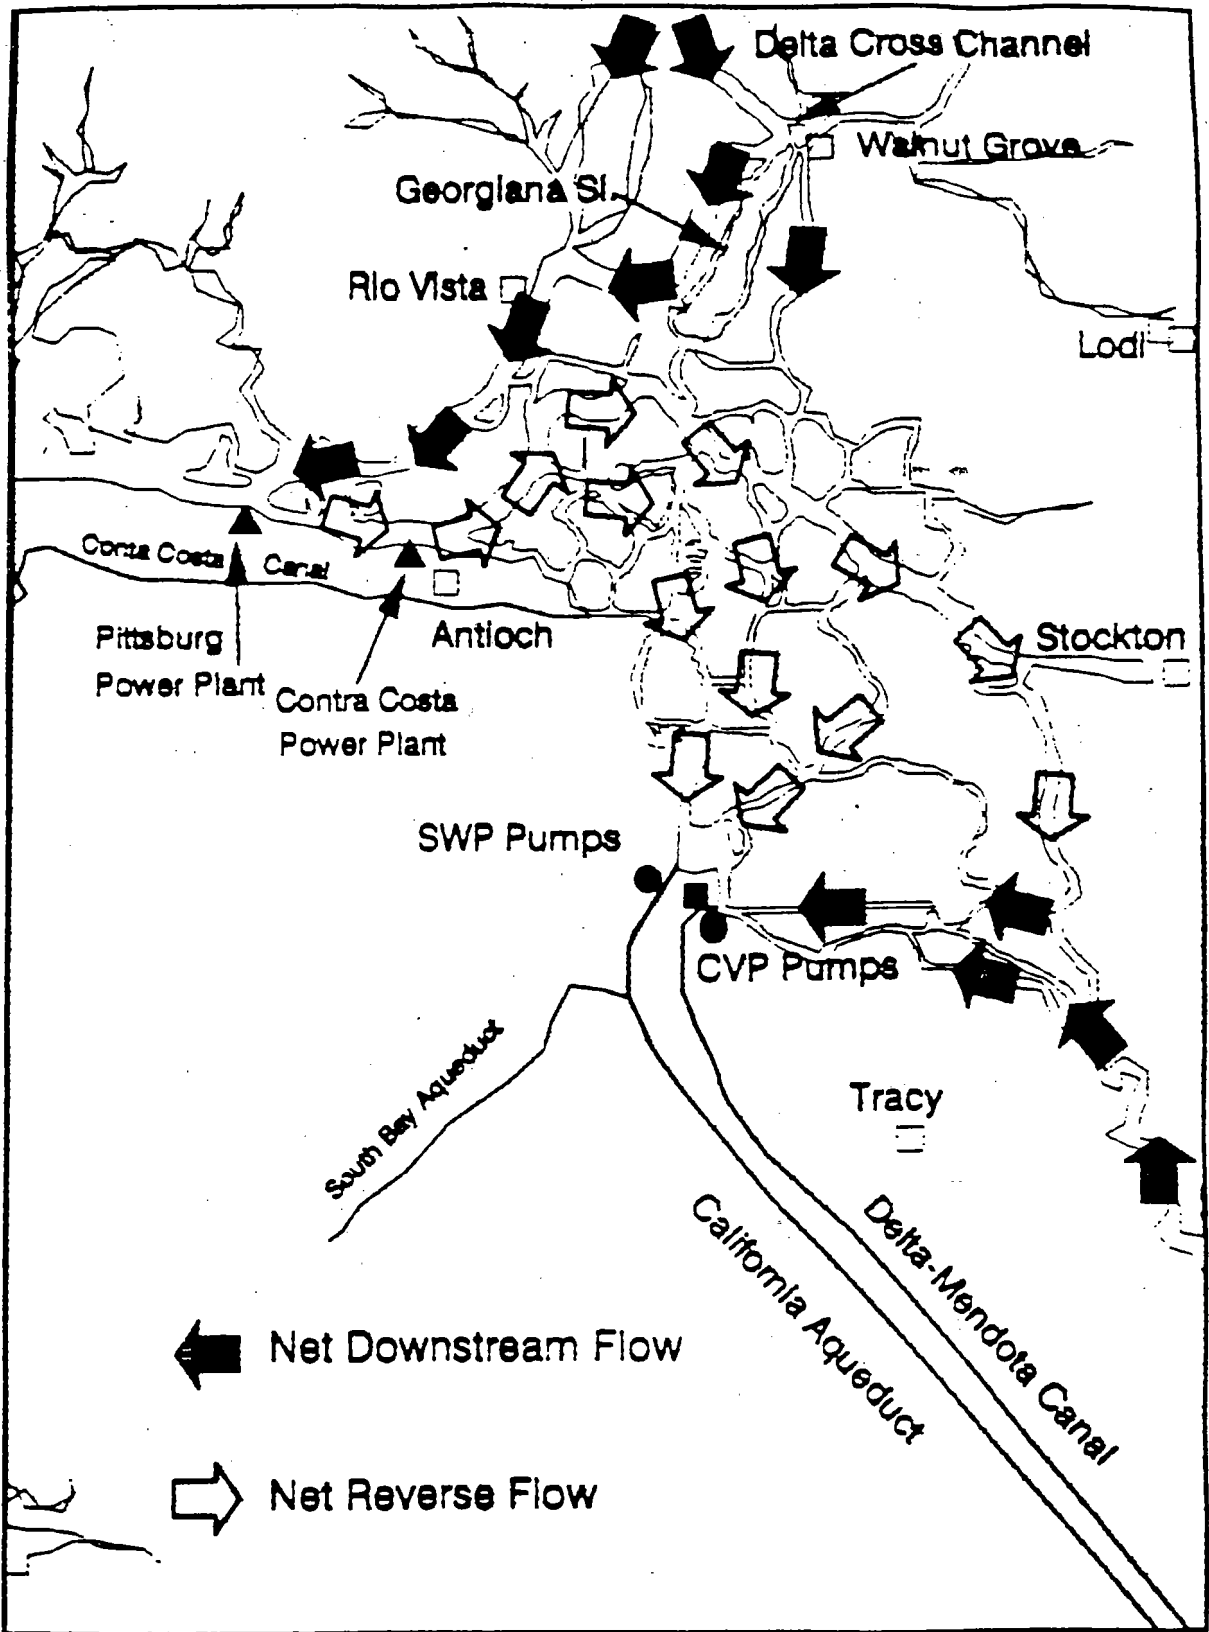 Delta Cross Channel
Walnut Grove
Georgiana Sl.
Rio Vista
Lodi
Conta Costa Canal
Pittsburg
Power Plant
Antioch
Contra Costa
Power Plant
Stockton
SWP Pumps
CVP Pumps
South Bay Aqueduct
Tracy
California Aqueduct
Delta-Mendota Canal
Net Downstream Flow
Net Reverse Flow